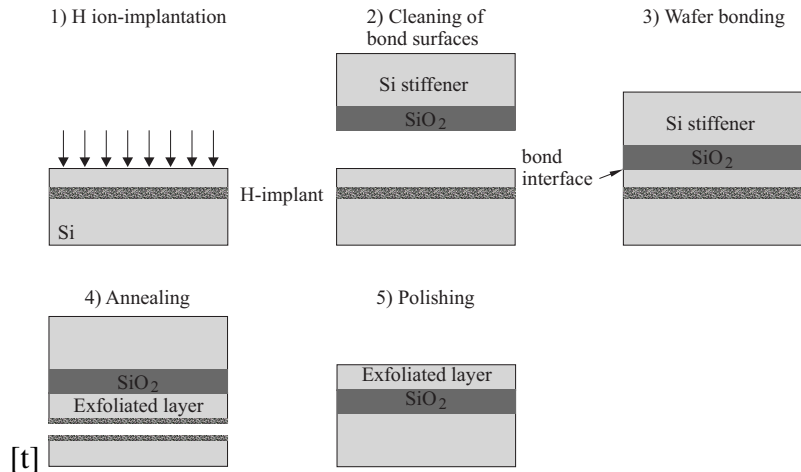 1) H ion-implantation
2) Cleaning of
bond surfaces
3) Wafer bonding
Si stiffener
SiO2
Si stiffener
SiO2
bond
interface
H-implant
Si
4) Annealing
5) Polishing
SiO2
Exfoliated layer
Exfoliated layer
SiO2
[t]